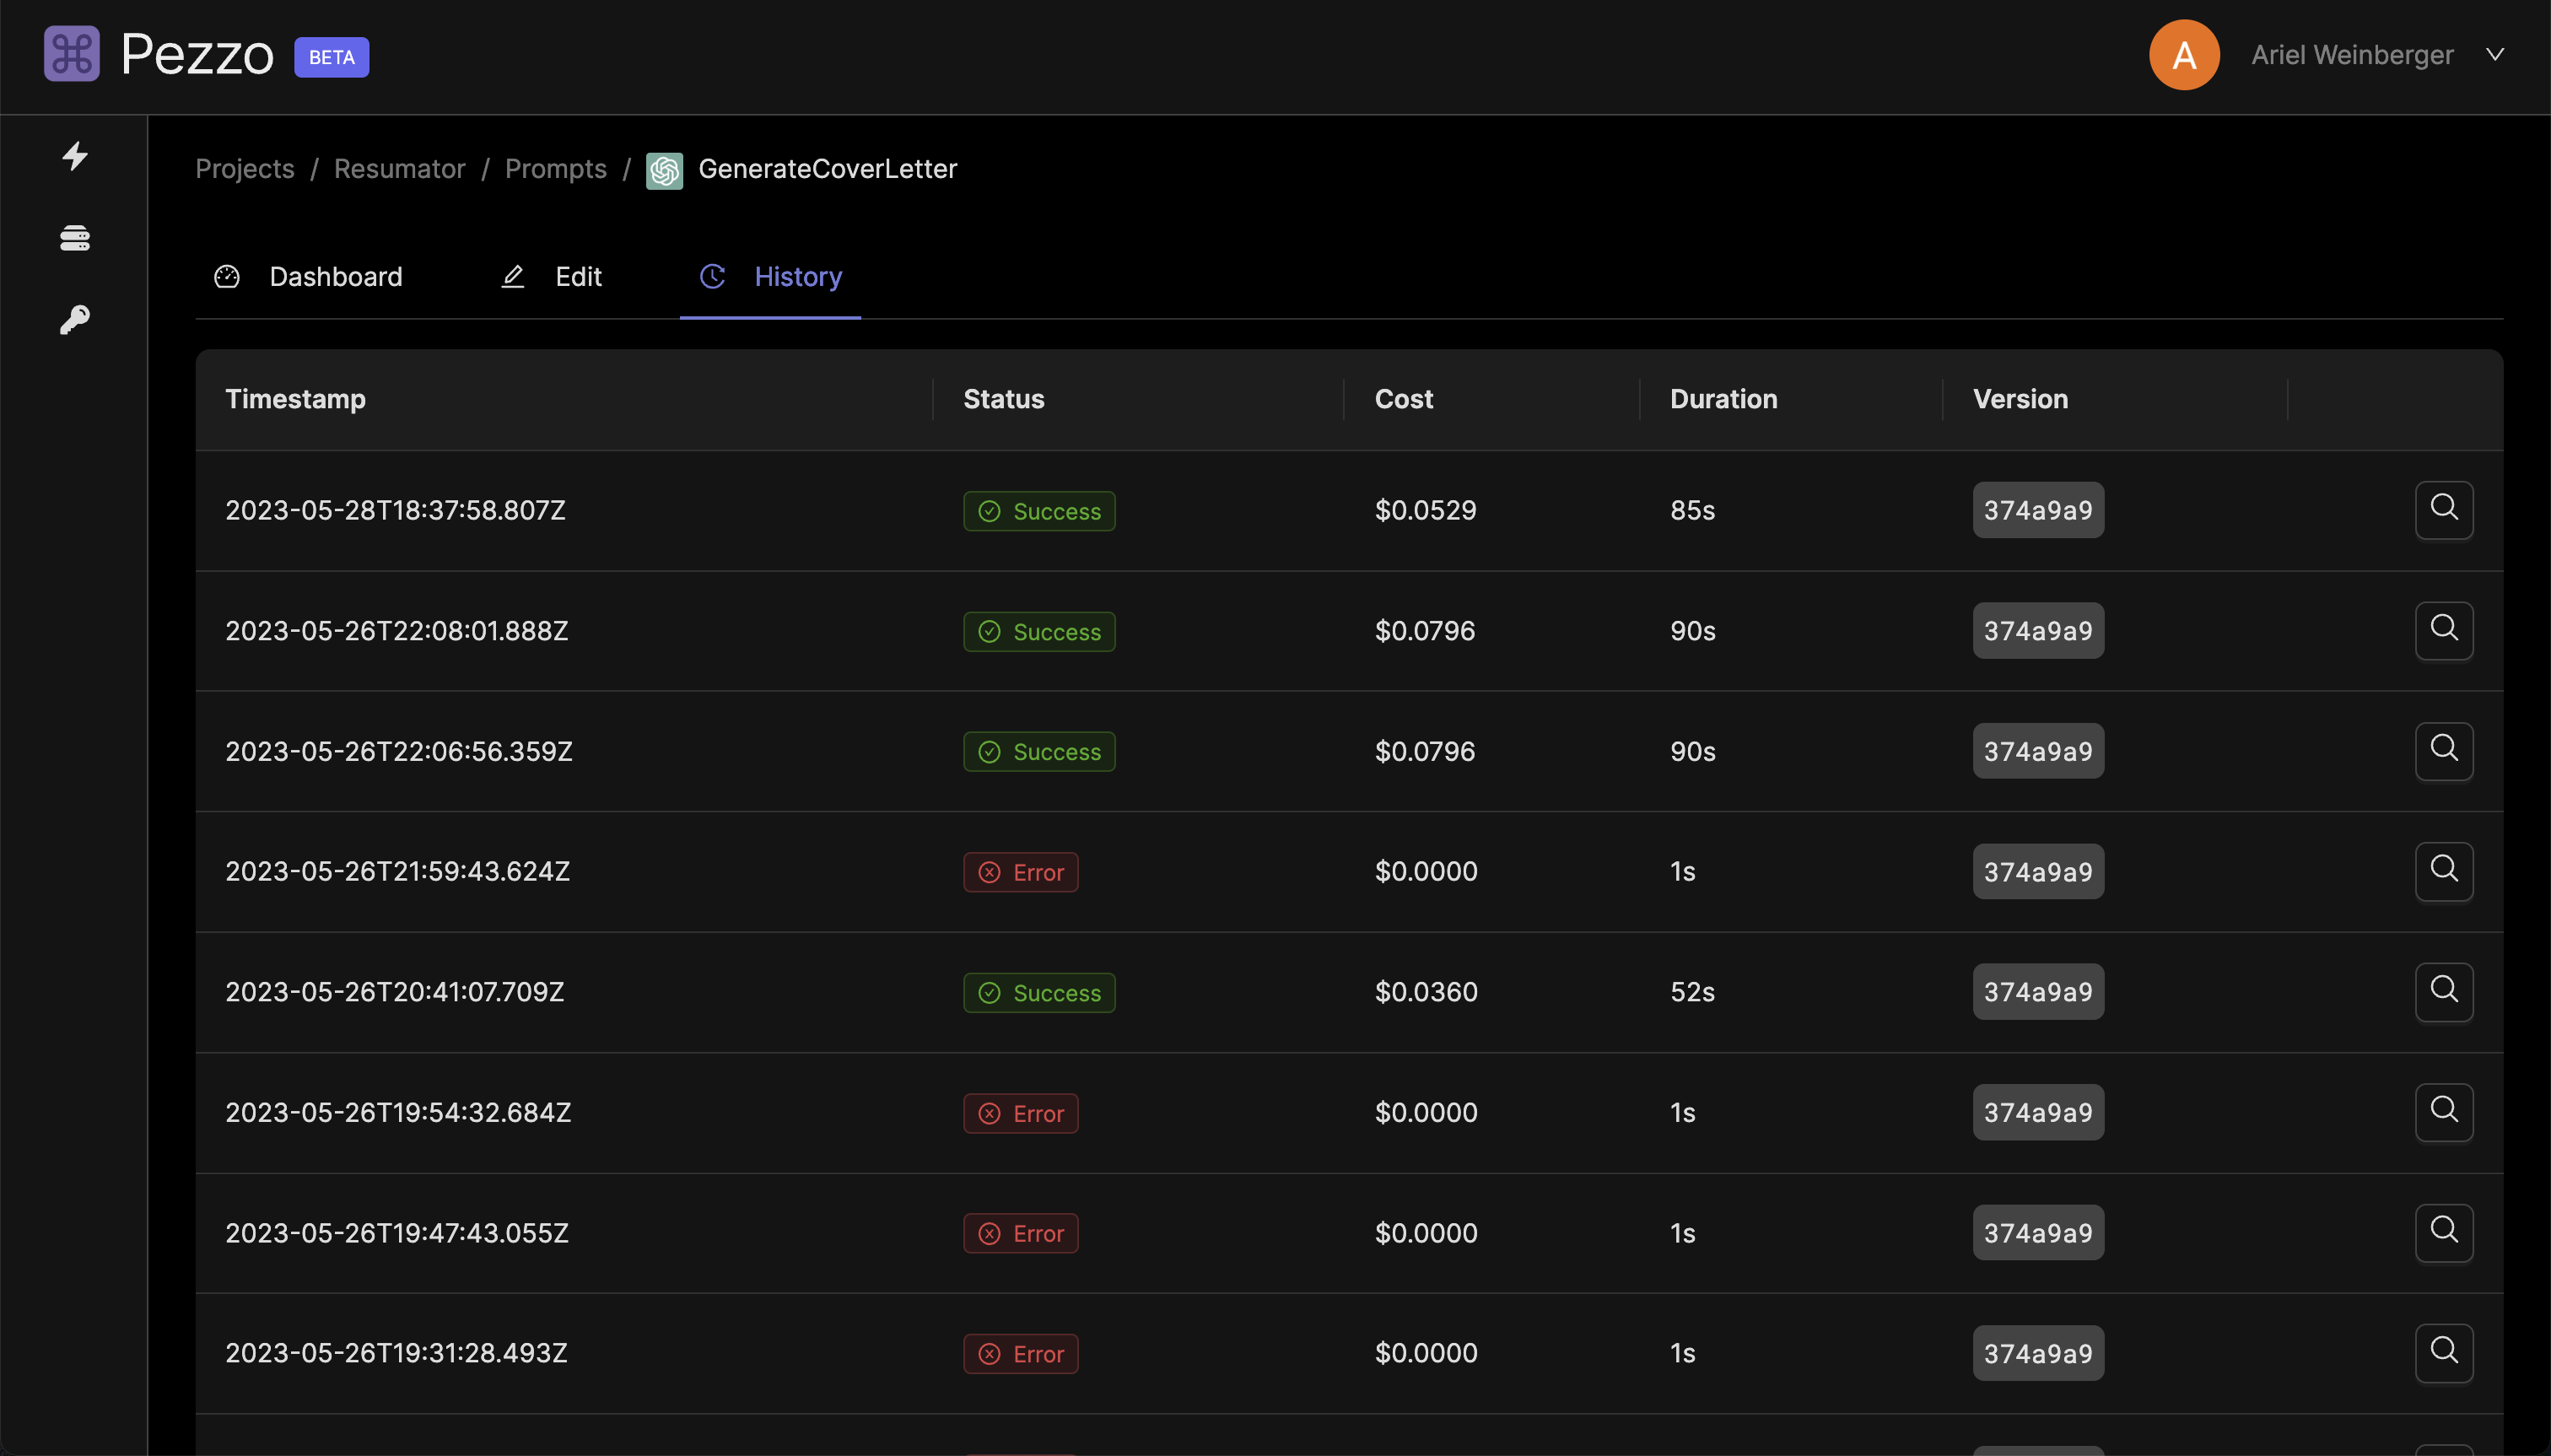 Pezzo BETA
A Ariel Weinberger
Projects / Resumator / Prompts / GenerateCoverLetter
Dashboard Edit History
Timestamp Status Cost Duration Version
2023-05-28T18:37:58.807Z Success $0.0529 85s 374a9a9
2023-05-26T22:08:01.888Z Success $0.0796 90s 374a9a9
2023-05-26T22:06:56.359Z Success $0.0796 90s 374a9a9
2023-05-26T21:59:43.624Z Error $0.0000 1s 374a9a9
2023-05-26T20:41:07.709Z Success $0.0360 52s 374a9a9
2023-05-26T19:54:32.684Z Error $0.0000 1s 374a9a9
2023-05-26T19:47:43.055Z Error $0.0000 1s 374a9a9
2023-05-26T19:31:28.493Z Error $0.0000 1s 374a9a9